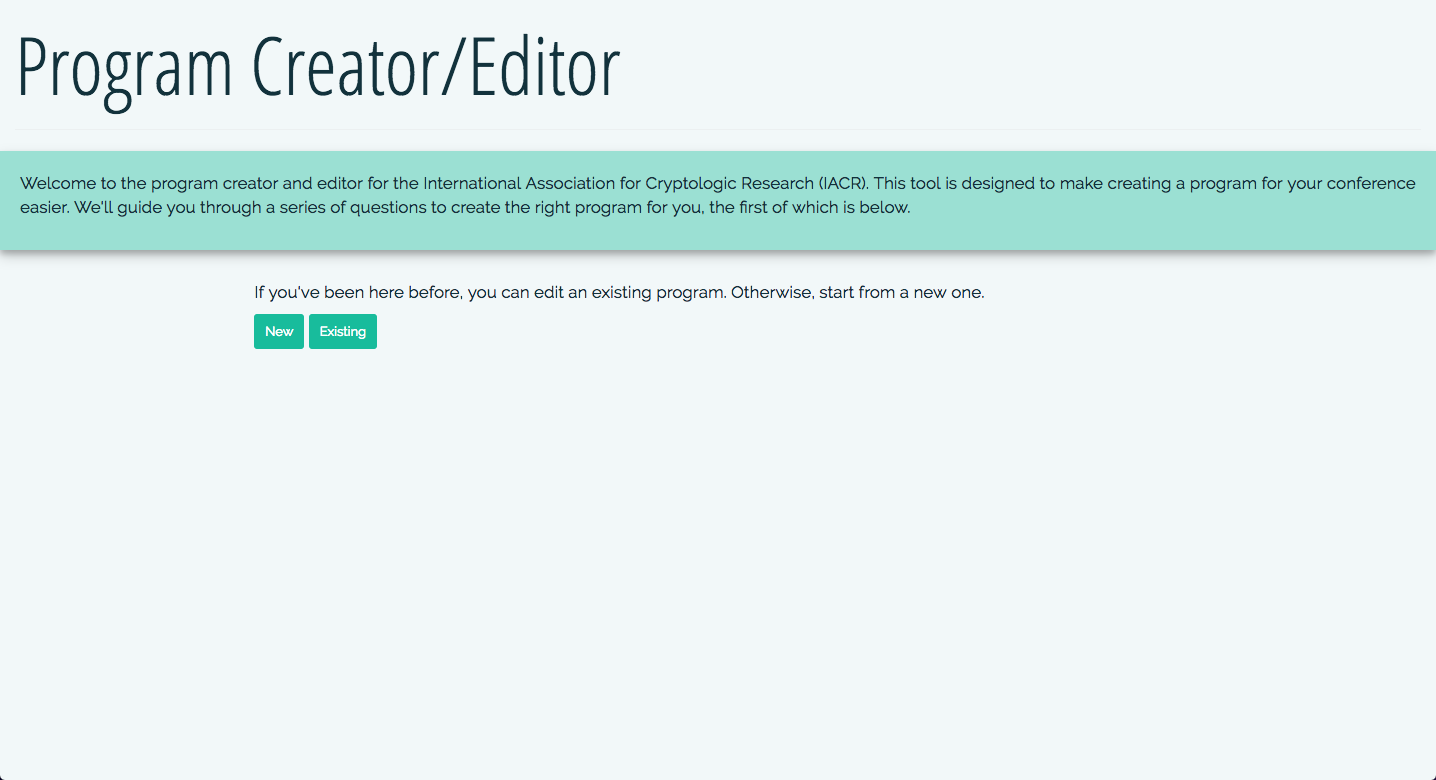 Program Creator/Editor
Welcome to the program creator and editor for the International Association for Cryptologic Research (IACR). This tool is designed to make creating a program for your conference
easier. We'll guide you through a series of questions to create the right program for you, the first of which is below.
If you've been here before, you can edit an existing program. Otherwise, start from a new one.
New Existing